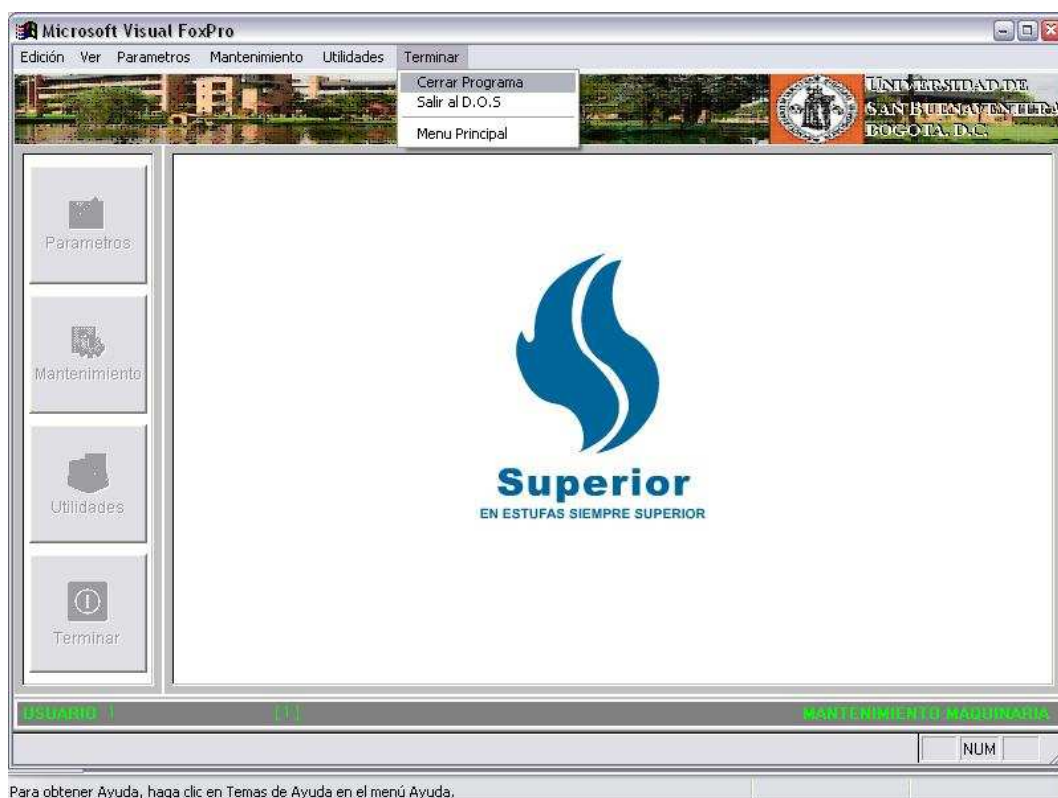 Microsoft Visual FoxPro
Edición Ver Parametros Mantenimiento Utilidades Terminar
Cerrar Programa
Salir al D.O.S
Menu Principal
UNIVERSIDAD DE
SAN BUENAVENTURA
BOGOTA. D.C.
Parametros
Mantenimiento
Utilidades
Terminar
Superior
EN ESTUFAS SIEMPRE SUPERIOR
USUARIO 1 [1] MANTENIMIENTO MAQUINARIA
NUM
Para obtener Ayuda, haga clic en Temas de Ayuda en el menú Ayuda.